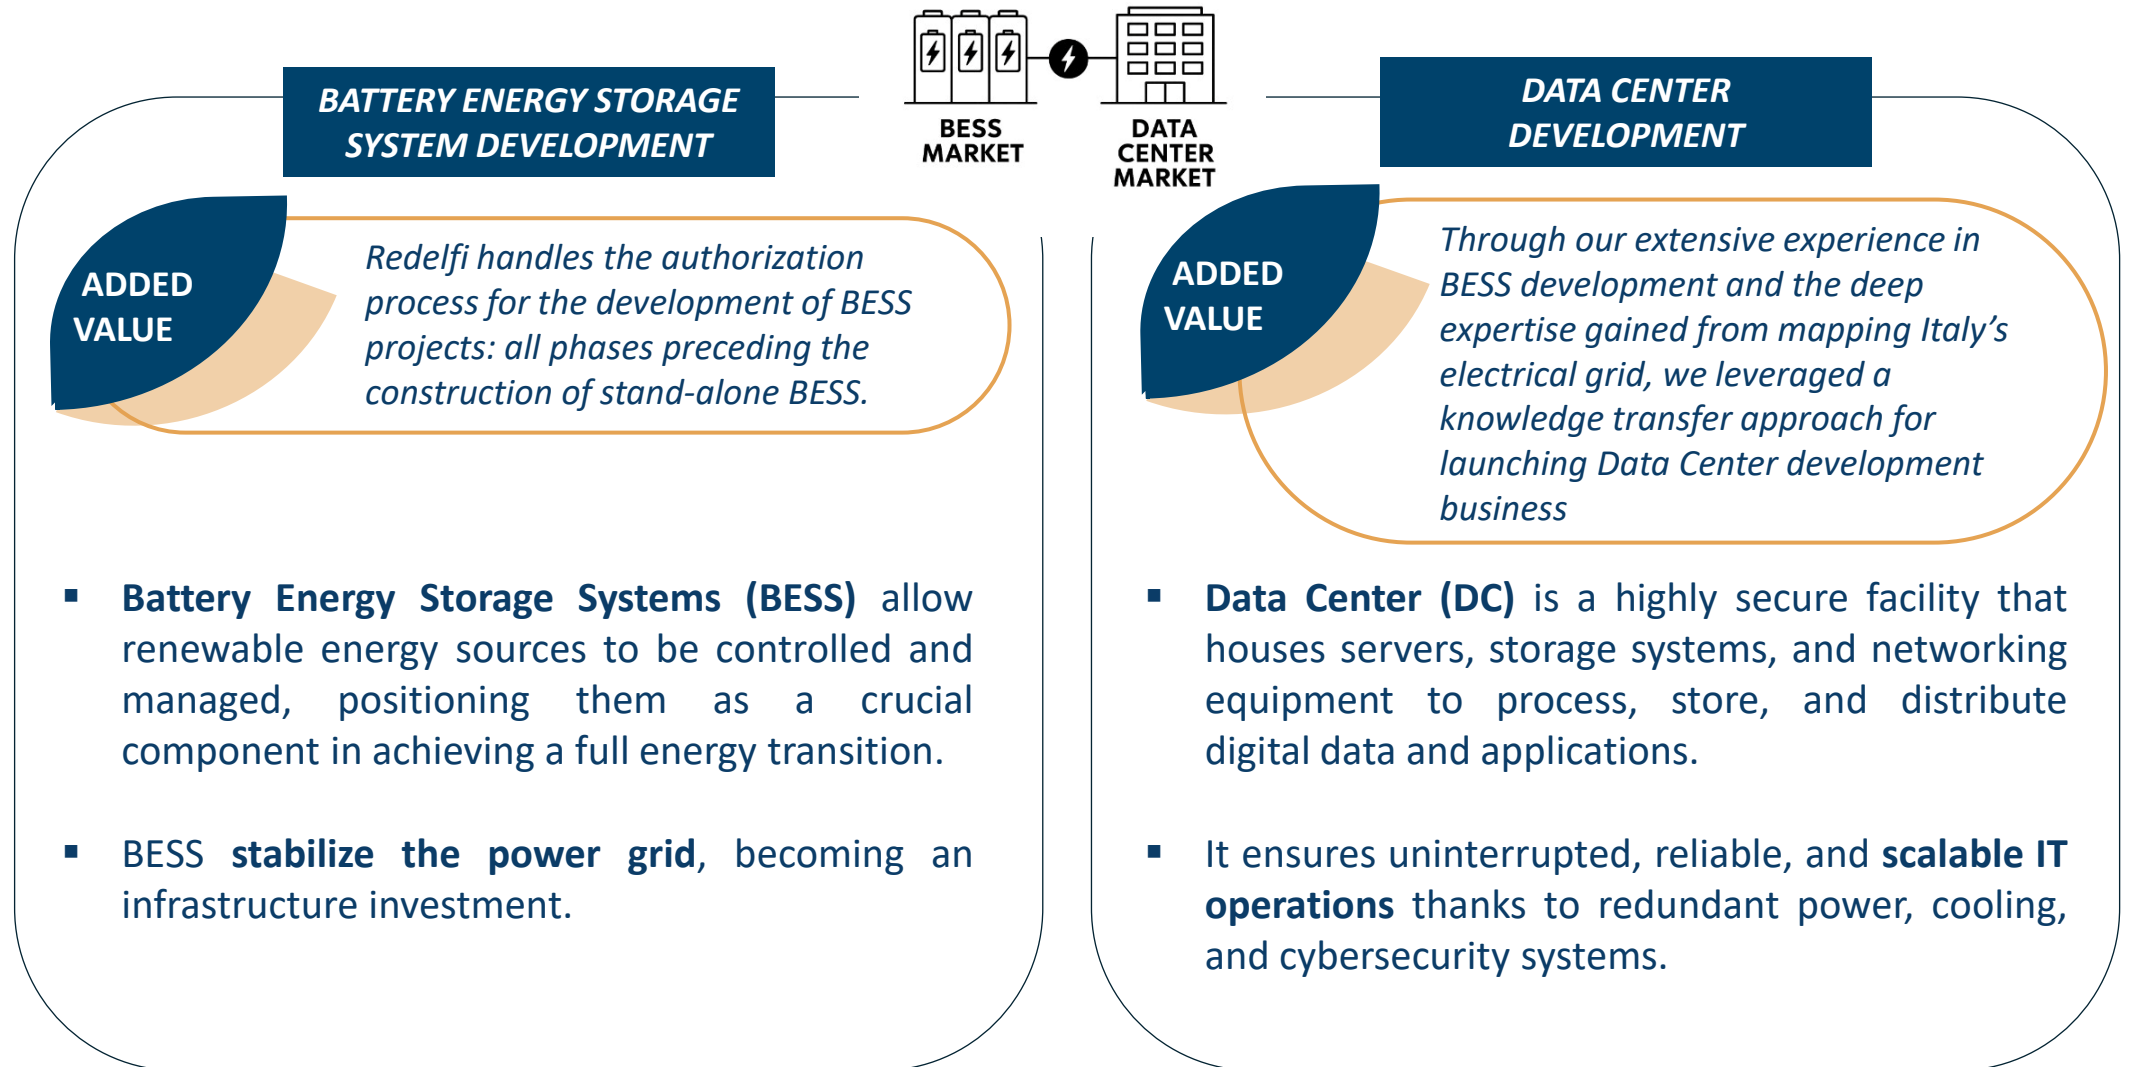 BESS
MARKET
DATA
CENTER
MARKET
BATTERY ENERGY STORAGE
SYSTEM DEVELOPMENT
ADDED
VALUE
Redelfi handles the authorization
process for the development of BESS
projects: all phases preceding the
construction of stand-alone BESS.
▪ Battery Energy Storage Systems (BESS) allow
renewable energy sources to be controlled and
managed, positioning them as a crucial
component in achieving a full energy transition.
▪ BESS stabilize the power grid, becoming an
infrastructure investment.
DATA CENTER
DEVELOPMENT
ADDED
VALUE
Through our extensive experience in
BESS development and the deep
expertise gained from mapping Italy’s
electrical grid, we leveraged a
knowledge transfer approach for
launching Data Center development
business
▪ Data Center (DC) is a highly secure facility that
houses servers, storage systems, and networking
equipment to process, store, and distribute
digital data and applications.
▪ It ensures uninterrupted, reliable, and scalable IT
operations thanks to redundant power, cooling,
and cybersecurity systems.